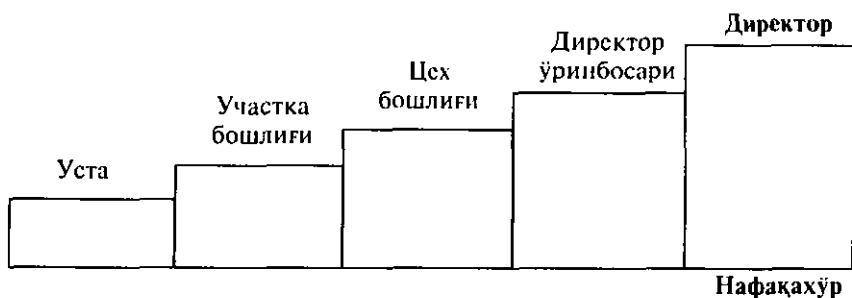 Уста
Участка
бошлиғи
Цех
бошлиғи
Директор
ўринбосари
Директор
Нафақахўр